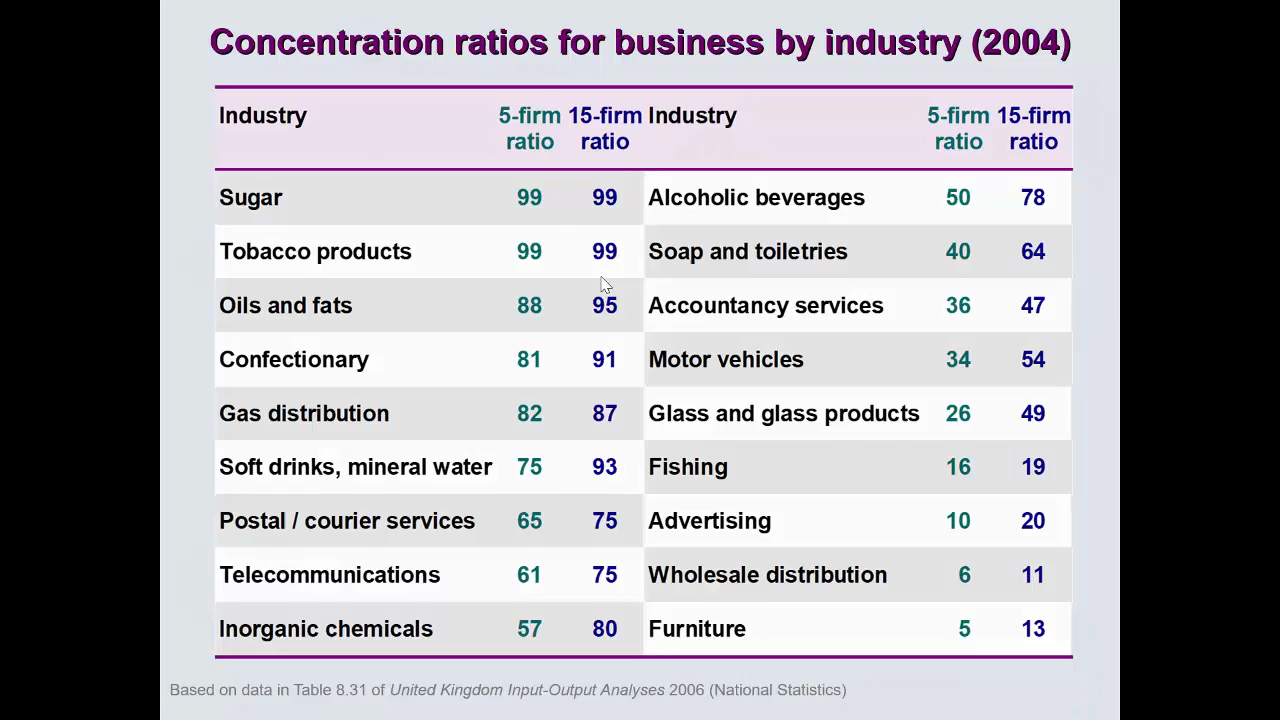 Concentration ratios for business by industry (2004)
Industry 5-firm ratio 15-firm ratio Industry 5-firm ratio 15-firm ratio
Sugar 99 99 Alcoholic beverages 50 78
Tobacco products 99 99 Soap and toiletries 40 64
Oils and fats 88 95 Accountancy services 36 47
Confectionary 81 91 Motor vehicles 34 54
Gas distribution 82 87 Glass and glass products 26 49
Soft drinks, mineral water 75 93 Fishing 16 19
Postal / courier services 65 75 Advertising 10 20
Telecommunications 61 75 Wholesale distribution 6 11
Inorganic chemicals 57 80 Furniture 5 13
Based on data in Table 8.31 of United Kingdom Input-Output Analyses 2006 (National Statistics)